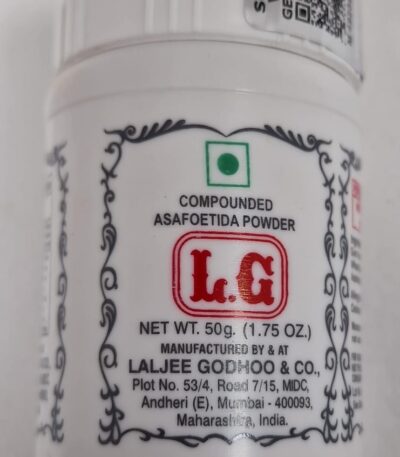 COMPOUNDED
ASAFOETIDA POWDER
L.G
NET WT. 50g. (1.75 OZ.)
MANUFACTURED BY & AT
LALJEE GODHOO & CO.,
Plot No. 53/4, Road 7/15, MIDC,
Andheri (E), Mumbai - 400093,
Maharashtra, India.